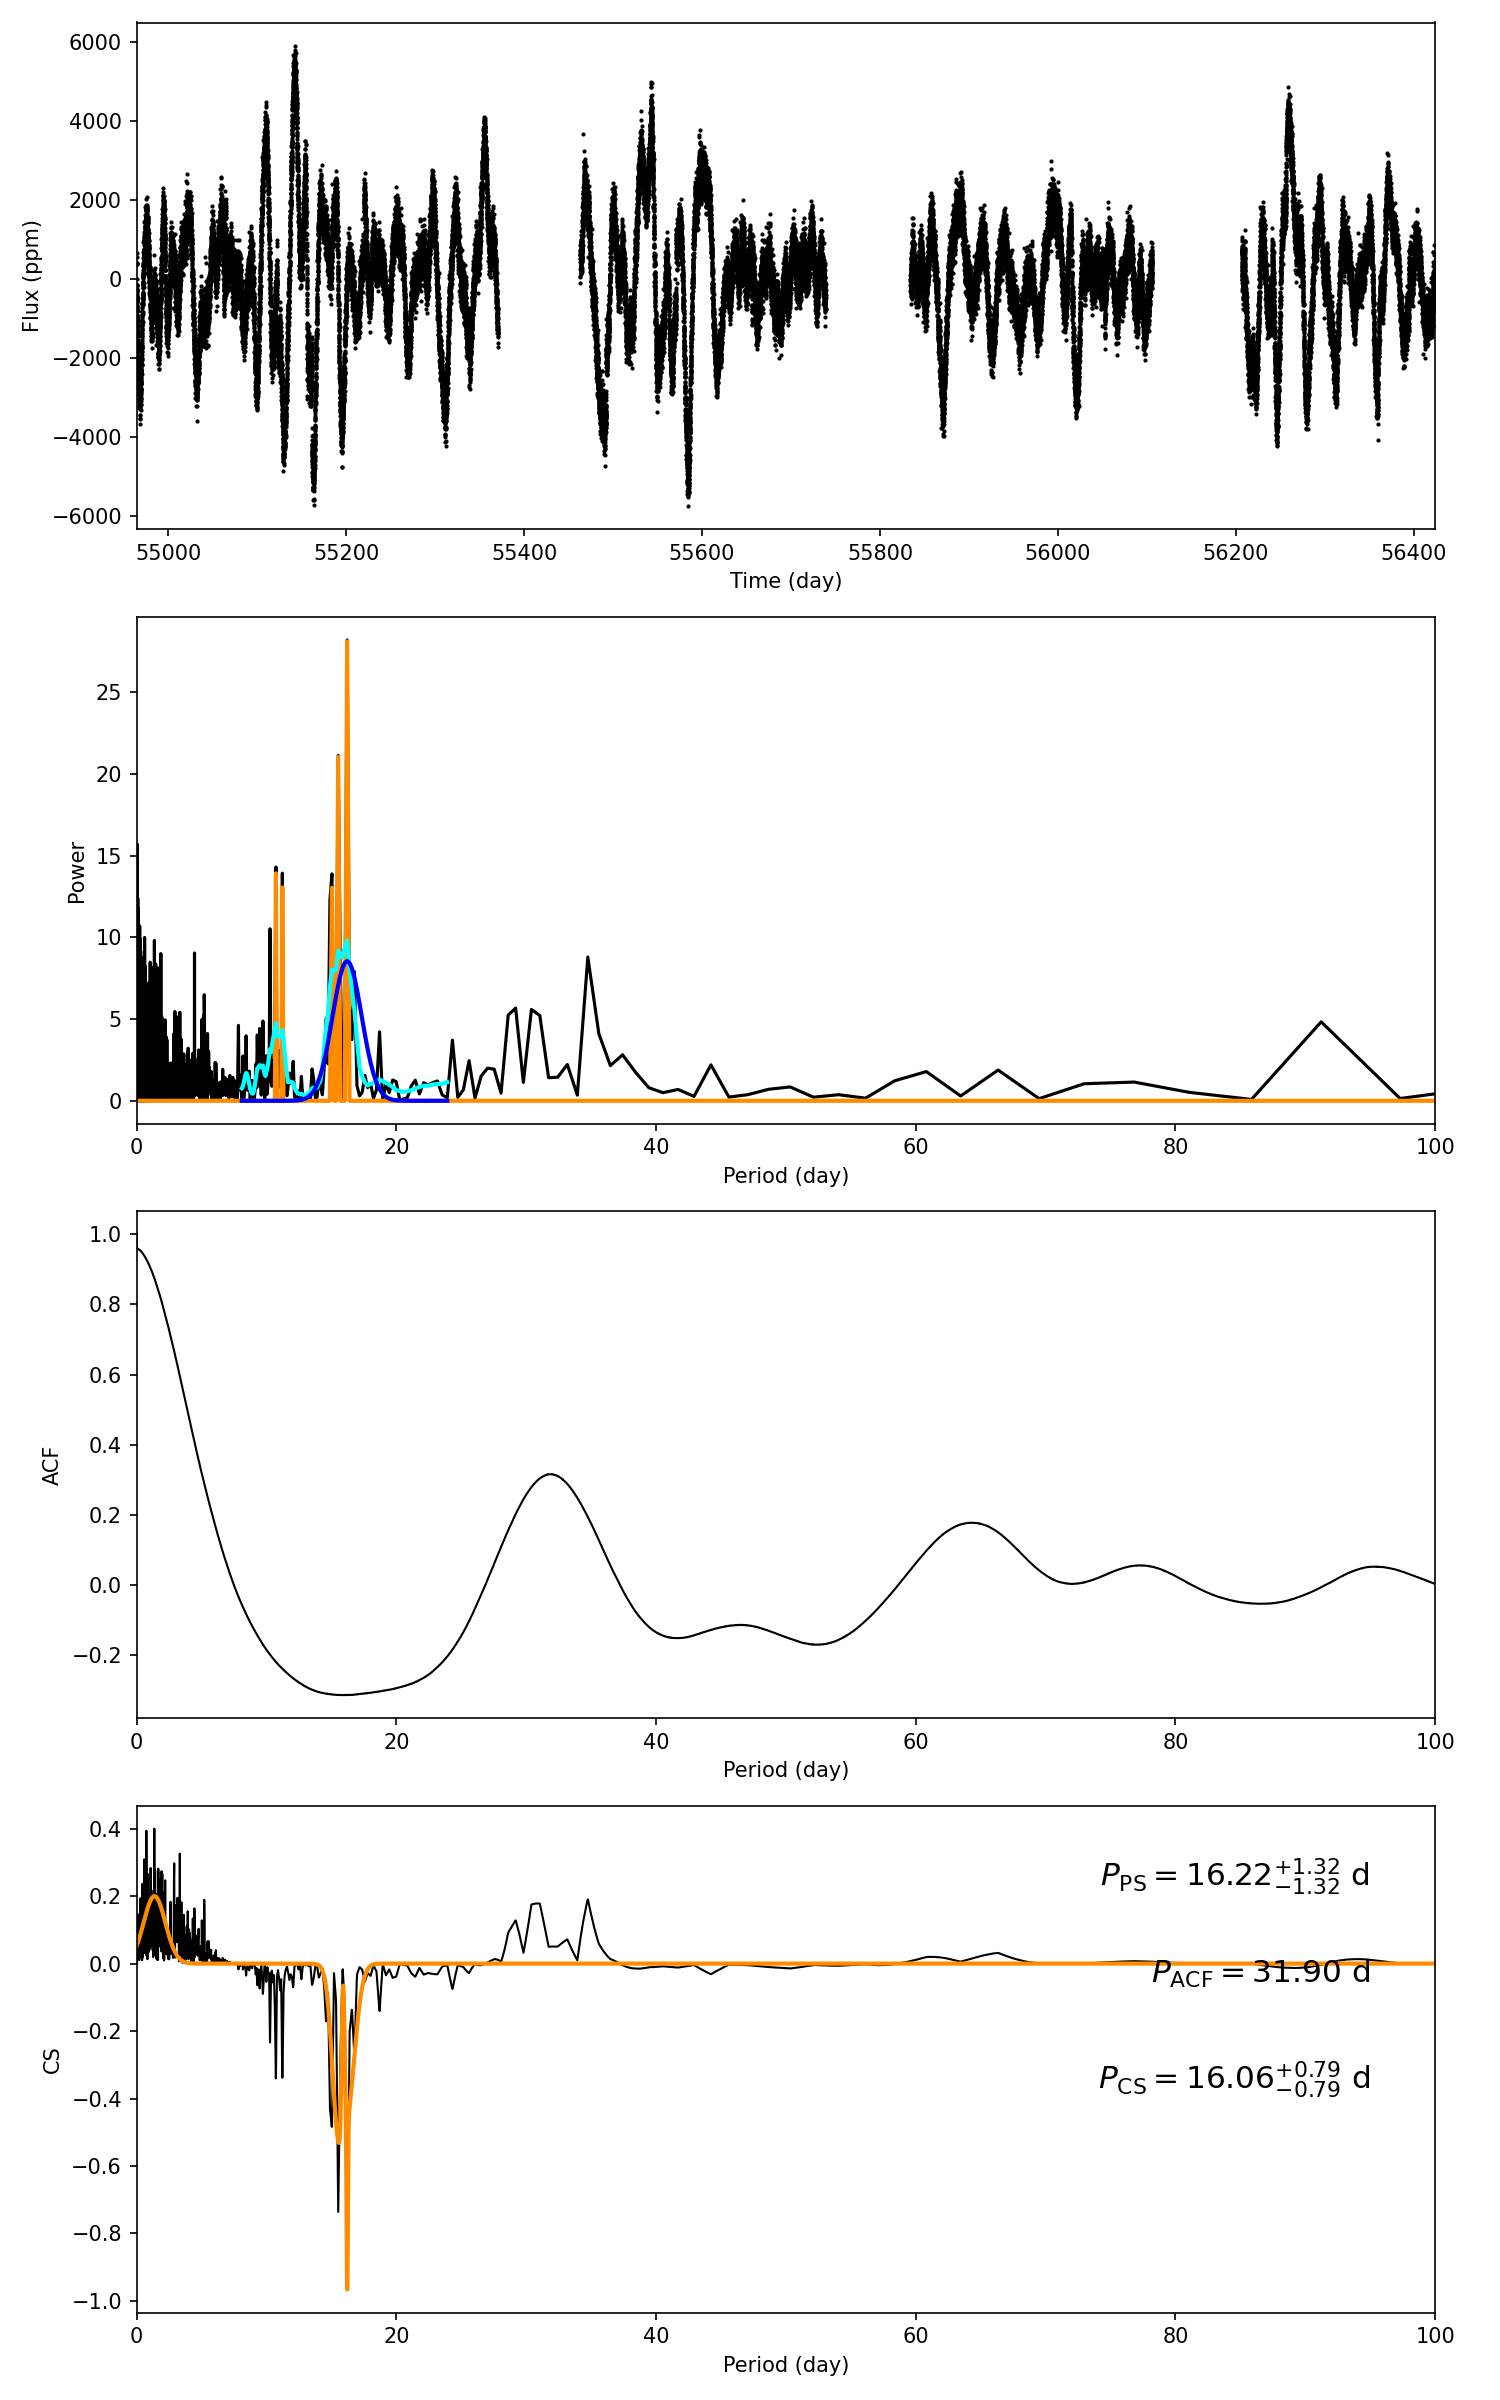 6000
4000
2000
0
−2000
−4000
−6000
Flux (ppm)
55000 55200 55400 55600 55800 56000 56200 56400
Time (day)
25
20
15
10
5
0
Power
0 20 40 60 80 100
Period (day)
1.0
0.8
0.6
0.4
0.2
0.0
−0.2
ACF
0 20 40 60 80 100
Period (day)
0.4
0.2
0.0
−0.2
−0.4
−0.6
−0.8
−1.0
CS
P_PS = 16.22^{+1.32}_{−1.32} d
P_ACF = 31.90 d
P_CS = 16.06^{+0.79}_{−0.79} d
0 20 40 60 80 100
Period (day)